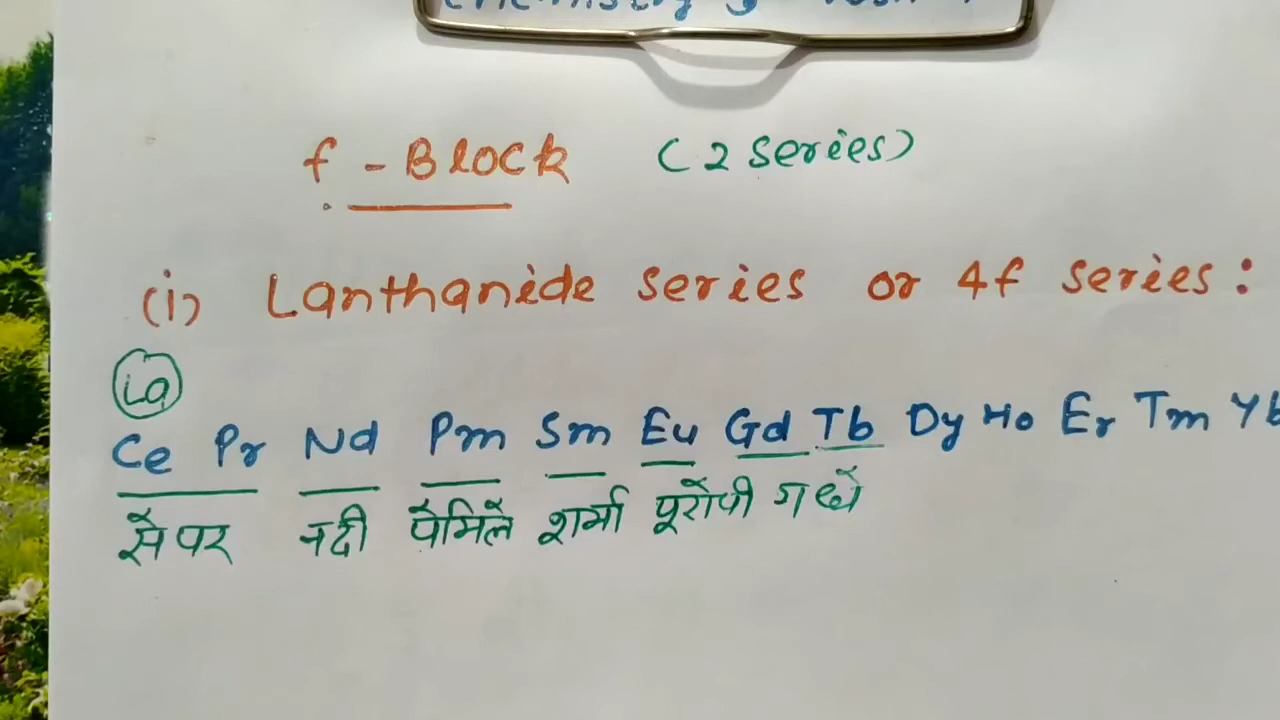 f - Block (2 series)
(i) Lanthanide series or 4f series:
La
Ce Pr Nd Pm Sm Eu Gd Tb Dy Ho Er Tm Yb
सेपर नदी पेमिले शर्मा यूरोपी गधे